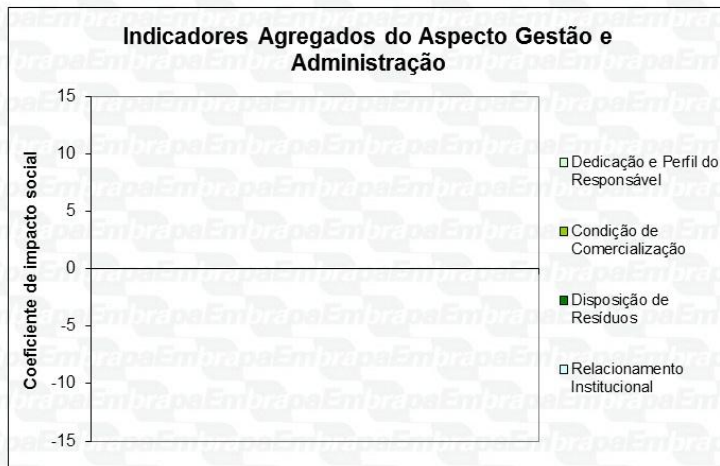 Indicadores Agregados do Aspecto Gestão e
Administração
Coeficiente de impacto social
15
10
5
0
-5
-10
-15
Dedicação e Perfil do
Responsável
Condição de
Comercialização
Disposição de
Resíduos
Relacionamento
Institucional
Embrapa